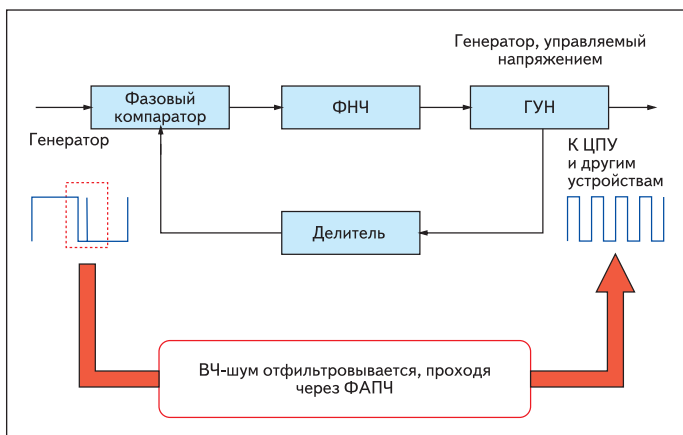 Генератор, управляемый
напряжением
Фазовый
компаратор
ФНЧ
ГУН
Генератор
К ЦПУ
и другим
устройствам
Делитель
ВЧ-шум отфильтровывается, проходя
через ФАПЧ